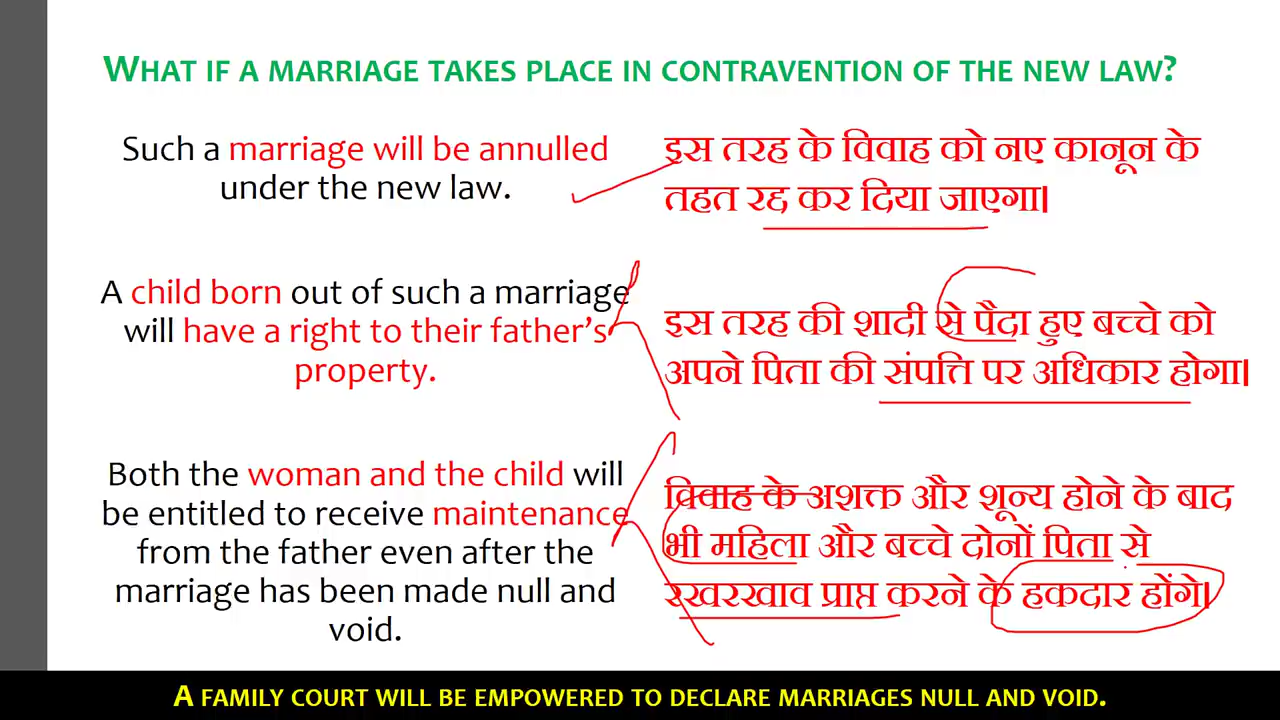 WHAT IF A MARRIAGE TAKES PLACE IN CONTRAVENTION OF THE NEW LAW?
Such a marriage will be annulled
under the new law.
इस तरह के विवाह को नए कानून के
तहत रद्द कर दिया जाएगा।
A child born out of such a marriage
will have a right to their father's
property.
इस तरह की शादी से पैदा हुए बच्चे को
अपने पिता की संपत्ति पर अधिकार होगा।
Both the woman and the child will
be entitled to receive maintenance
from the father even after the
marriage has been made null and
void.
विवाह के अशक्त और शून्य होने के बाद
भी महिला और बच्चे दोनों पिता से
रखरखाव प्राप्त करने के हकदार होंगे।
A FAMILY COURT WILL BE EMPOWERED TO DECLARE MARRIAGES NULL AND VOID.